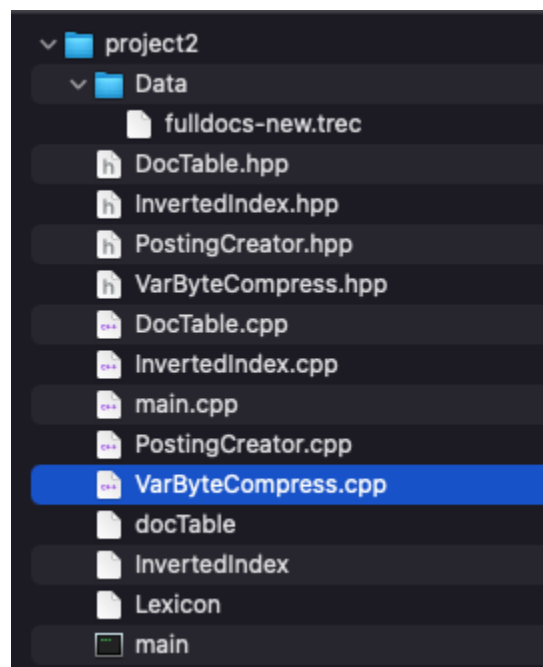 project2
Data
fulldocs-new.trec
DocTable.hpp
InvertedIndex.hpp
PostingCreator.hpp
VarByteCompress.hpp
DocTable.cpp
InvertedIndex.cpp
main.cpp
PostingCreator.cpp
VarByteCompress.cpp
docTable
InvertedIndex
Lexicon
main